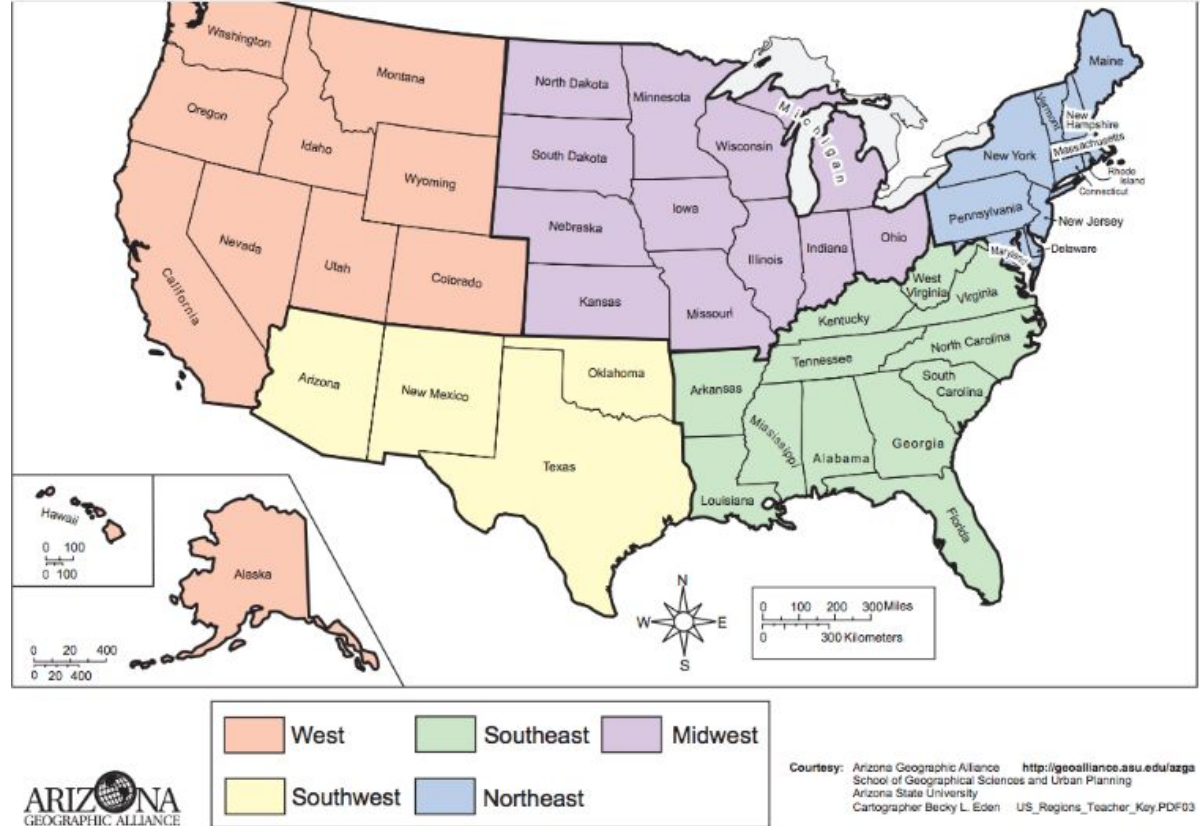 Washington
Montana
North Dakota
Minnesota
Maine
Oregon
Idaho
Wyoming
South Dakota
Wisconsin
Michigan
Vermont
New
Hampshire
Massachusetts
New York
Rhode
Island
Connecticut
Nevada
Utah
Colorado
California
Nebraska
Iowa
Kansas
Missouri
Illinois
Indiana
Ohio
Pennsylvania
New Jersey
Maryland
Delaware
West
Virginia
Virginia
Kentucky
Tennessee
North Carolina
South
Carolina
Arizona
New Mexico
Oklahoma
Texas
Arkansas
Louisiana
Mississippi
Alabama
Georgia
Florida
Hawaii
0 100
0 100
Alaska
0 20 400
0 20 400
N
W E
S
0 100 200 300 Miles
0 300 Kilometers
West
Southeast
Midwest
Southwest
Northeast
ARIZONA
GEOGRAPHIC ALLIANCE
Courtesy: Arizona Geographic Alliance http://geoalliance.asu.edu/azga
School of Geographical Sciences and Urban Planning
Arizona State University
Cartographer Becky L. Eden US_Regions_Teacher_Key.PDF03